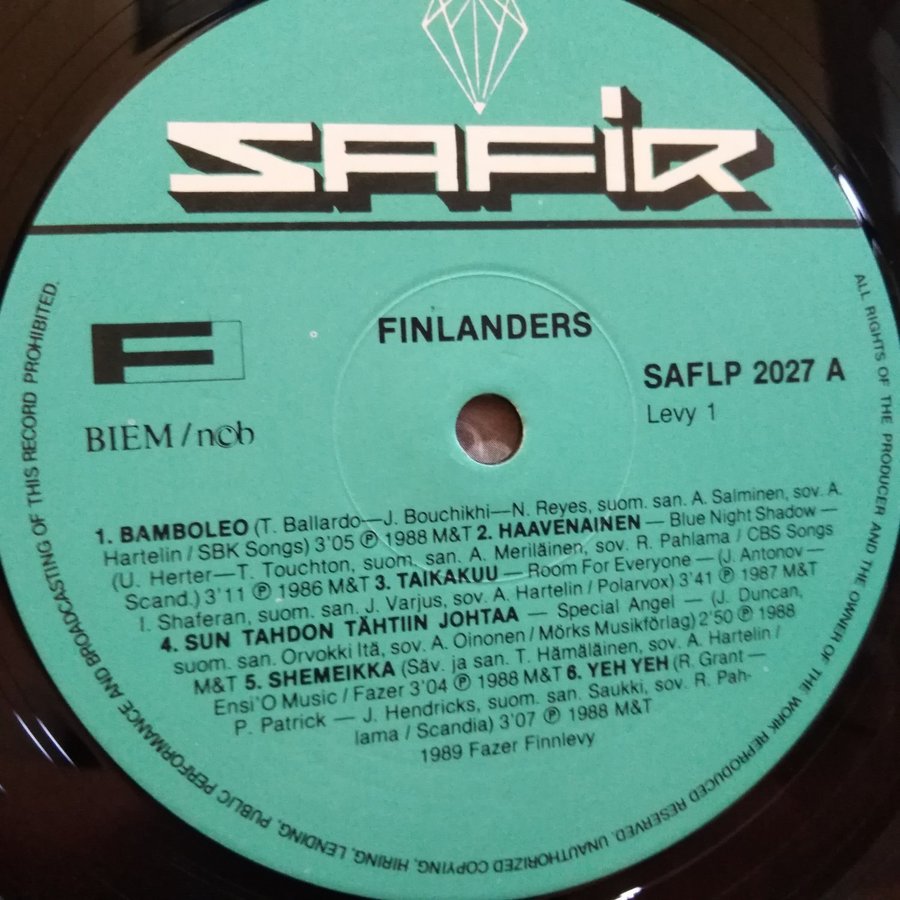 SAFIR
FINLANDERS
F
SAFLP 2027 A
BIEM/ncb
Levy 1
1. BAMBOLEO (T. Ballardo—J. Bouchikhi—N. Reyes, suom. san. A. Salminen, sov. A.
Hartelin / SBK Songs) 3'05 ℗ 1988 M&T 2. HAAVENAINEN — Blue Night Shadow—
(U. Herter—T. Touchton, suom. san. A. Meriläinen, sov. R. Pahlama / CBS Songs
Scand.) 3'11 ℗ 1986 M&T 3. TAIKAKUU — Room For Everyone — (J. Antonov—
I. Shaferan, suom. san. J. Varjus, sov. A. Hartelin / Polarvox) 3'41 ℗ 1987 M&T
4. SUN TAHDON TÄHTIIN JOHTAA — Special Angel — (J. Duncan,
suom. san. Orvokki Itä, sov. A. Oinonen / Mörks Musikförlag) 2'50 ℗ 1988
M&T 5. SHEMEIKKA (Säv. ja san. T. Hämäläinen, sov. A. Hartelin /
Ensi'O Music / Fazer 3'04 ℗ 1988 M&T 6. YEH YEH (R. Grant—
P. Patrick — J. Hendricks, suom. san. Saukki, sov. R. Pah-
lama / Scandia) 3'07 ℗ 1988 M&T
1989 Fazer Finnlevy
ALL RIGHTS OF THE PRODUCER AND THE OWNER OF THE WORK REPRODUCED RESERVED. UNAUTHORIZED COPYING, HIRING, LENDING, PUBLIC PERFORMANCE AND BROADCASTING OF THIS RECORD PROHIBITED.